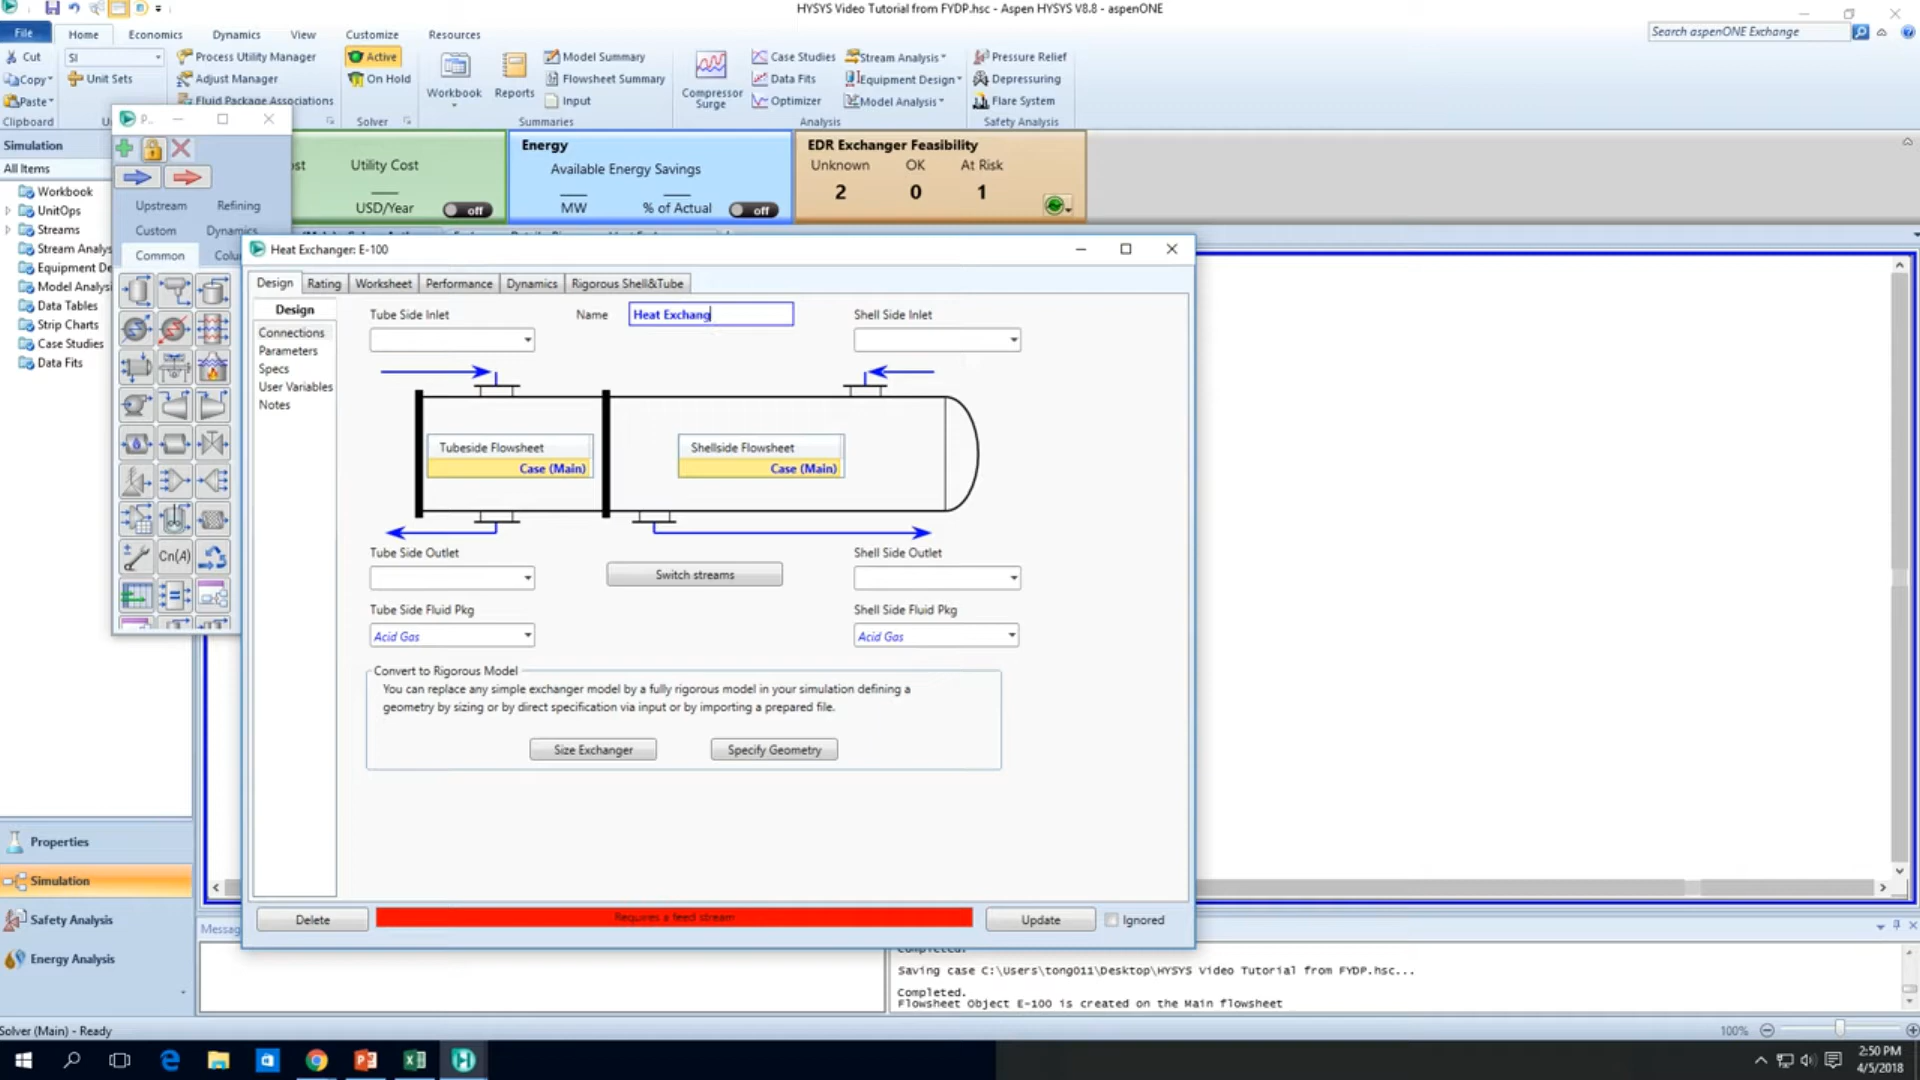 HYSYS Video Tutorial from FYDP.hsc - Aspen HYSYS V8.8 - aspenONE
File
Home
Economics
Dynamics
View
Customize
Resources
Search aspenONE Exchange
Cut
SI
Process Utility Manager
Active
Model Summary
Case Studies
Stream Analysis
Pressure Relief
Copy
Unit Sets
Adjust Manager
On Hold
Workbook
Reports
Flowsheet Summary
Compressor
Surge
Data Fits
Equipment Design
Depressuring
Paste
Fluid Package Associations
Input
Optimizer
Model Analysis
Flare System
Clipboard
Solver
Summaries
Analysis
Safety Analysis
Simulation
All Items
Workbook
UnitOps
Streams
Stream Analys
Equipment De
Model Analysi
Data Tables
Strip Charts
Case Studies
Data Fits
P...
Upstream
Refining
Custom
Dynamics
Common
Colu
Cn(A)
Utility Cost
USD/Year
off
Energy
Available Energy Savings
MW
% of Actual
off
EDR Exchanger Feasibility
Unknown
OK
At Risk
2
0
1
Heat Exchanger: E-100
Design
Rating
Worksheet
Performance
Dynamics
Rigorous Shell&Tube
Design
Connections
Parameters
Specs
User Variables
Notes
Tube Side Inlet
Name
Heat Exchang
Shell Side Inlet
Tubeside Flowsheet
Case (Main)
Shellside Flowsheet
Case (Main)
Tube Side Outlet
Switch streams
Shell Side Outlet
Tube Side Fluid Pkg
Acid Gas
Shell Side Fluid Pkg
Acid Gas
Convert to Rigorous Model
You can replace any simple exchanger model by a fully rigorous model in your simulation defining a
geometry by sizing or by direct specification via input or by importing a prepared file.
Size Exchanger
Specify Geometry
Delete
Requires a feed stream
Update
Ignored
Properties
Simulation
Safety Analysis
Energy Analysis
Messag
Completed.
Saving case C:\Users\tong011\Desktop\HYSYS Video Tutorial from FYDP.hsc...
Completed.
Flowsheet Object E-100 is created on the Main flowsheet
Solver (Main) - Ready
100%
2:50 PM
4/5/2018